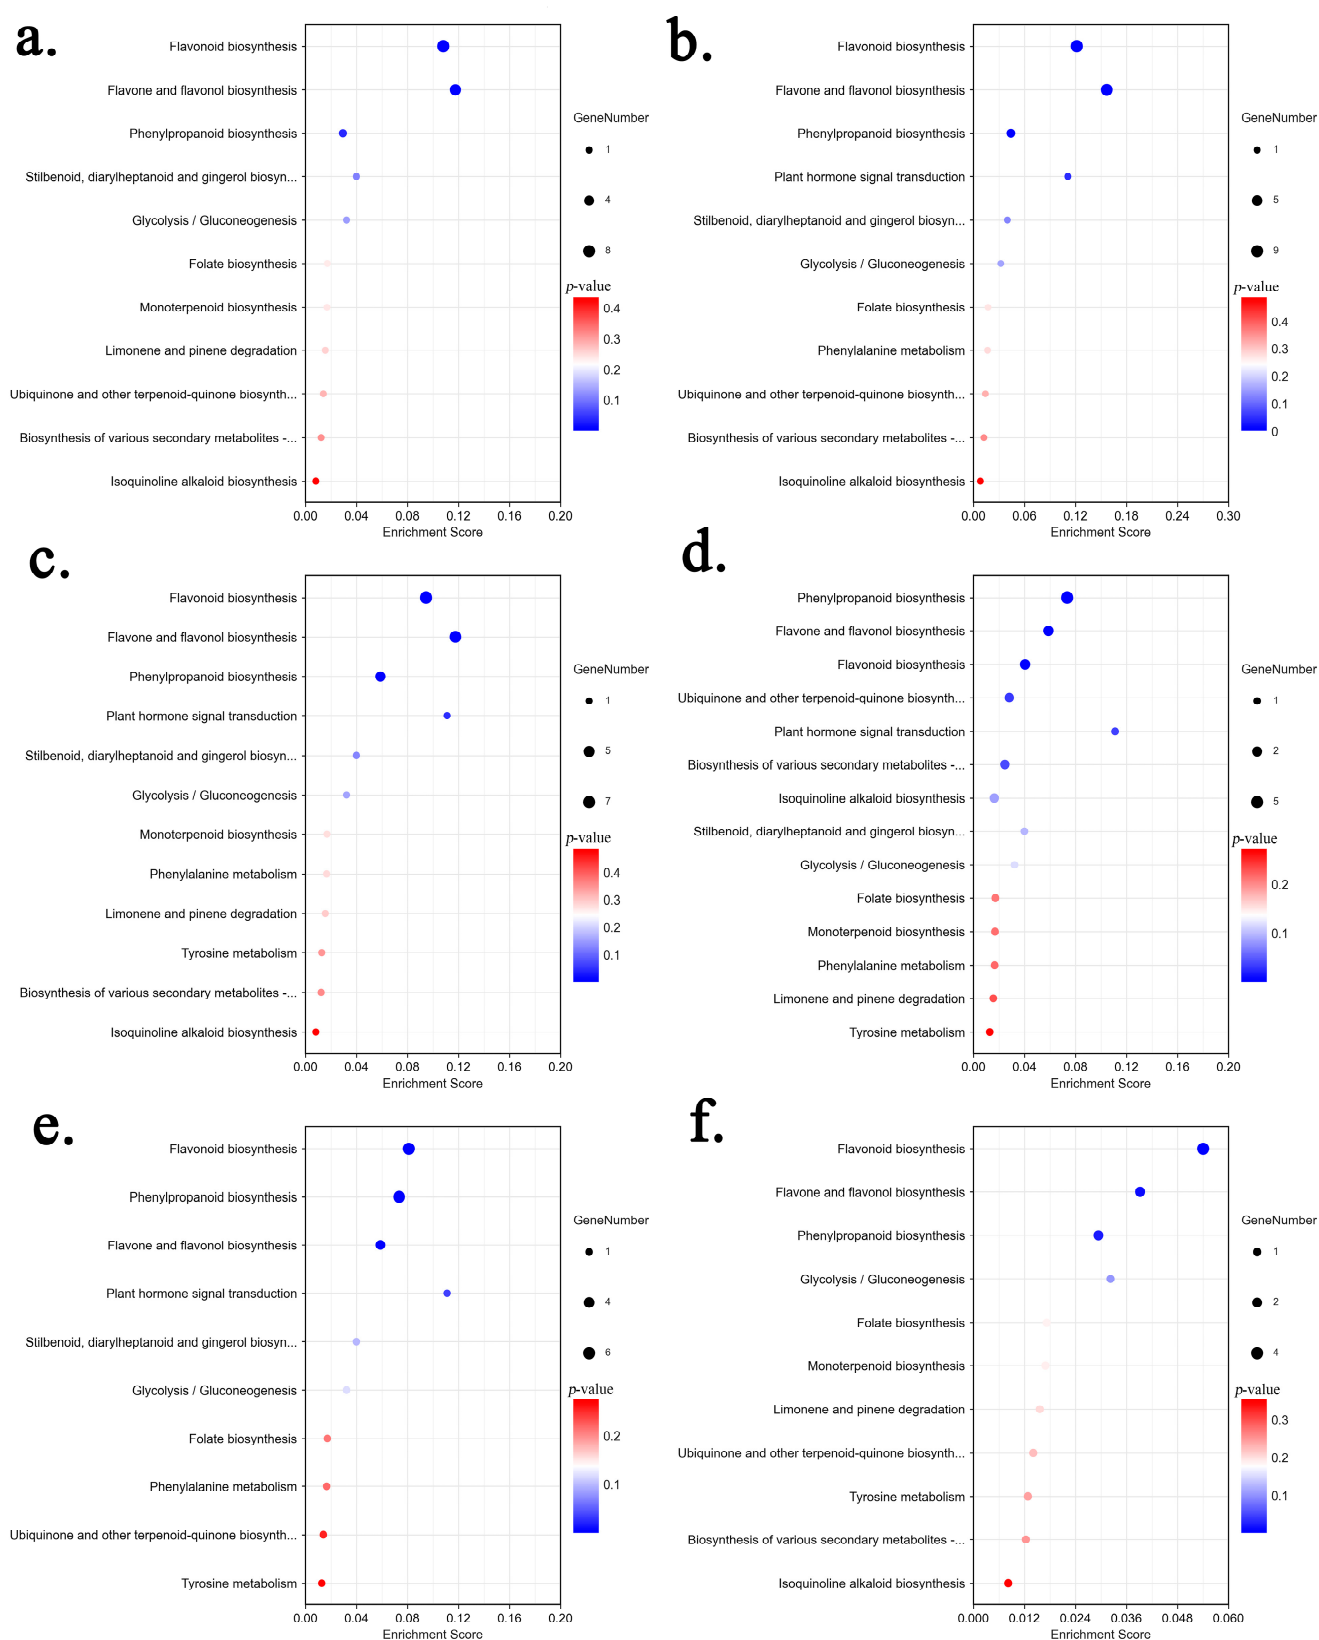 a.
Flavonoid biosynthesis
Flavone and flavonol biosynthesis
Phenylpropanoid biosynthesis
Stilbenoid, diarylheptanoid and gingerol biosyn...
Glycolysis / Gluconeogenesis
Folate biosynthesis
Monoterpenoid biosynthesis
Limonene and pinene degradation
Ubiquinone and other terpenoid-quinone biosynth...
Biosynthesis of various secondary metabolites -...
Isoquinoline alkaloid biosynthesis
0.00 0.04 0.08 0.12 0.16 0.20
Enrichment Score
GeneNumber
1
4
8
p-value
0.4
0.3
0.2
0.1
b.
Flavonoid biosynthesis
Flavone and flavonol biosynthesis
Phenylpropanoid biosynthesis
Plant hormone signal transduction
Stilbenoid, diarylheptanoid and gingerol biosyn...
Glycolysis / Gluconeogenesis
Folate biosynthesis
Phenylalanine metabolism
Ubiquinone and other terpenoid-quinone biosynth...
Biosynthesis of various secondary metabolites -...
Isoquinoline alkaloid biosynthesis
0.00 0.06 0.12 0.18 0.24 0.30
Enrichment Score
GeneNumber
1
5
9
p-value
0.4
0.3
0.2
0.1
0
c.
Flavonoid biosynthesis
Flavone and flavonol biosynthesis
Phenylpropanoid biosynthesis
Plant hormone signal transduction
Stilbenoid, diarylheptanoid and gingerol biosyn...
Glycolysis / Gluconeogenesis
Monoterpenoid biosynthesis
Phenylalanine metabolism
Limonene and pinene degradation
Tyrosine metabolism
Biosynthesis of various secondary metabolites -...
Isoquinoline alkaloid biosynthesis
0.00 0.04 0.08 0.12 0.16 0.20
Enrichment Score
GeneNumber
1
5
7
p-value
0.4
0.3
0.2
0.1
d.
Phenylpropanoid biosynthesis
Flavone and flavonol biosynthesis
Flavonoid biosynthesis
Ubiquinone and other terpenoid-quinone biosynth...
Plant hormone signal transduction
Biosynthesis of various secondary metabolites -...
Isoquinoline alkaloid biosynthesis
Stilbenoid, diarylheptanoid and gingerol biosyn...
Glycolysis / Gluconeogenesis
Folate biosynthesis
Monoterpenoid biosynthesis
Phenylalanine metabolism
Limonene and pinene degradation
Tyrosine metabolism
0.00 0.04 0.08 0.12 0.16 0.20
Enrichment Score
GeneNumber
1
2
5
p-value
0.2
0.1
e.
Flavonoid biosynthesis
Phenylpropanoid biosynthesis
Flavone and flavonol biosynthesis
Plant hormone signal transduction
Stilbenoid, diarylheptanoid and gingerol biosyn...
Glycolysis / Gluconeogenesis
Folate biosynthesis
Phenylalanine metabolism
Ubiquinone and other terpenoid-quinone biosynth...
Tyrosine metabolism
0.00 0.04 0.08 0.12 0.16 0.20
Enrichment Score
GeneNumber
1
4
6
p-value
0.2
0.1
f.
Flavonoid biosynthesis
Flavone and flavonol biosynthesis
Phenylpropanoid biosynthesis
Glycolysis / Gluconeogenesis
Folate biosynthesis
Monoterpenoid biosynthesis
Limonene and pinene degradation
Ubiquinone and other terpenoid-quinone biosynth...
Tyrosine metabolism
Biosynthesis of various secondary metabolites -...
Isoquinoline alkaloid biosynthesis
0.000 0.012 0.024 0.036 0.048 0.060
Enrichment Score
GeneNumber
1
2
4
p-value
0.3
0.2
0.1